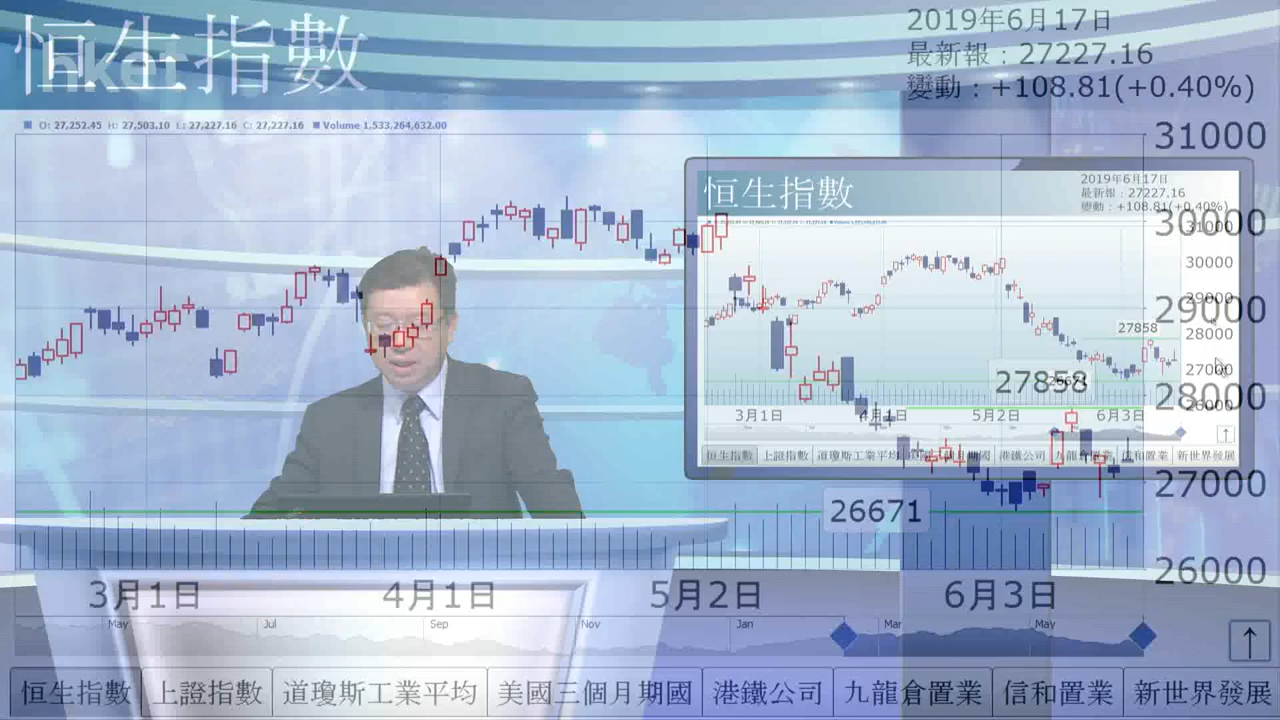 恒生指數
2019年6月17日
最新報：27227.16
變動：+108.81(+0.40%)
O: 27,252.45 H: 27,503.10 L: 27,227.16 C: 27,227.16 Volume 1,533,264,632.00
31000
30000
29000
28000
27000
26000
27858
26671
3月1日 4月1日 5月2日 6月3日
May Jul Sep Nov Jan Mar May
恒生指數 上證指數 道瓊斯工業平均 美國三個月期國 港鐵公司 九龍倉置業 信和置業 新世界發展
恒生指數
2019年6月17日
最新報：27227.16
變動：+108.81(+0.40%)
31000
30000
29000
28000
27000
26000
27858
26671
3月1日 4月1日 5月2日 6月3日
恒生指數 上證指數 道瓊斯工業平均 港鐵公司 信和置業 新世界發展